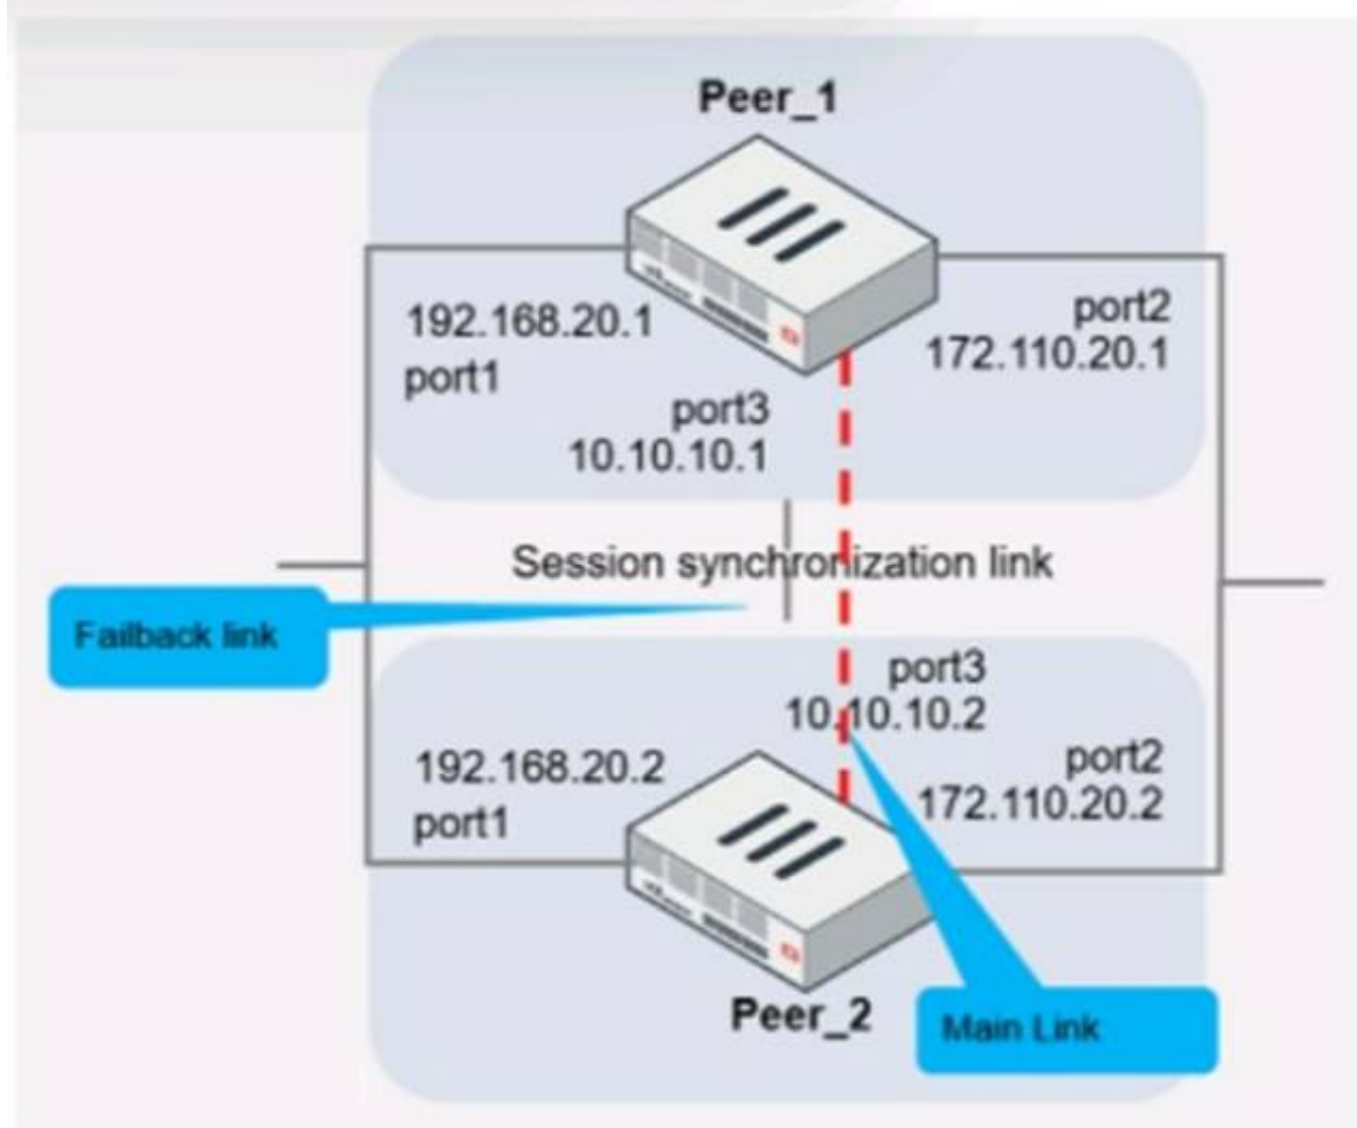 Peer_1
192.168.20.1
port1
port2
172.110.20.1
port3
10.10.10.1
Session synchronization link
Failback link
port3
10.10.10.2
192.168.20.2
port1
port2
172.110.20.2
Peer_2
Main Link